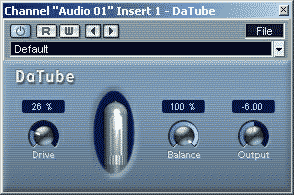 Channel "Audio 01" Insert 1 - DaTube
R W File
Default
DaTube
26 % 100 % -6.00
Drive Balance Output